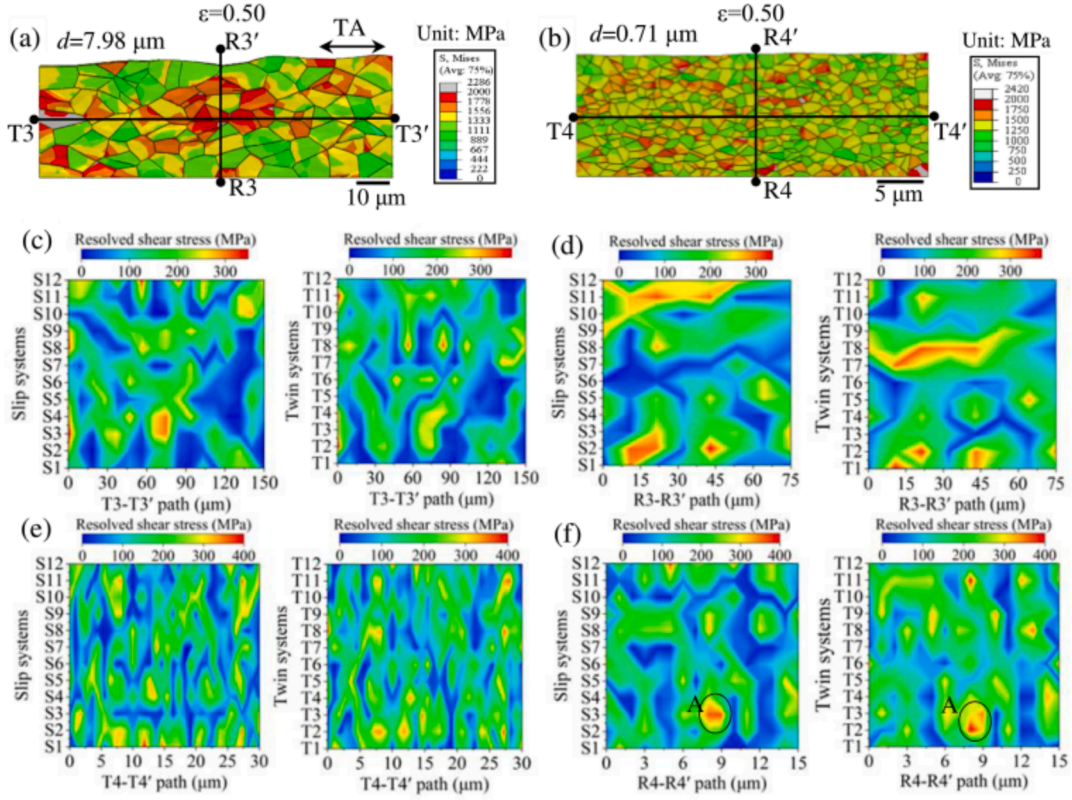 (a)
d=7.98 μm
ε=0.50
R3′
TA
Unit: MPa
S, Mises
(Avg: 75%)
2286
2000
1778
1556
1333
1111
889
667
444
222
0
T3
T3′
R3
10 μm
(b)
d=0.71 μm
ε=0.50
R4′
Unit: MPa
S, Mises
(Avg: 75%)
2420
2000
1750
1500
1250
1000
750
500
250
0
T4
T4′
R4
5 μm
(c)
Resolved shear stress (MPa)
0 100 200 300
Slip systems
S12
S11
S10
S9
S8
S7
S6
S5
S4
S3
S2
S1
0 30 60 90 120 150
T3-T3′ path (μm)
Resolved shear stress (MPa)
0 100 200 300
Twin systems
T12
T11
T10
T9
T8
T7
T6
T5
T4
T3
T2
T1
0 30 60 90 120 150
T3-T3′ path (μm)
(d)
Resolved shear stress (MPa)
0 100 200 300
Slip systems
S12
S11
S10
S9
S8
S7
S6
S5
S4
S3
S2
S1
0 15 30 45 60 75
R3-R3′ path (μm)
Resolved shear stress (MPa)
0 100 200 300
Twin systems
T12
T11
T10
T9
T8
T7
T6
T5
T4
T3
T2
T1
0 15 30 45 60 75
R3-R3′ path (μm)
(e)
Resolved shear stress (MPa)
0 100 200 300 400
Slip systems
S12
S11
S10
S9
S8
S7
S6
S5
S4
S3
S2
S1
0 5 10 15 20 25 30
T4-T4′ path (μm)
Resolved shear stress (MPa)
0 100 200 300 400
Twin systems
T12
T11
T10
T9
T8
T7
T6
T5
T4
T3
T2
T1
0 5 10 15 20 25 30
T4-T4′ path (μm)
(f)
Resolved shear stress (MPa)
0 100 200 300 400
Slip systems
S12
S11
S10
S9
S8
S7
S6
S5
S4
S3
S2
S1
A
0 3 6 9 12 15
R4-R4′ path (μm)
Resolved shear stress (MPa)
0 100 200 300 400
Twin systems
T12
T11
T10
T9
T8
T7
T6
T5
T4
T3
T2
T1
A
0 3 6 9 12 15
R4-R4′ path (μm)